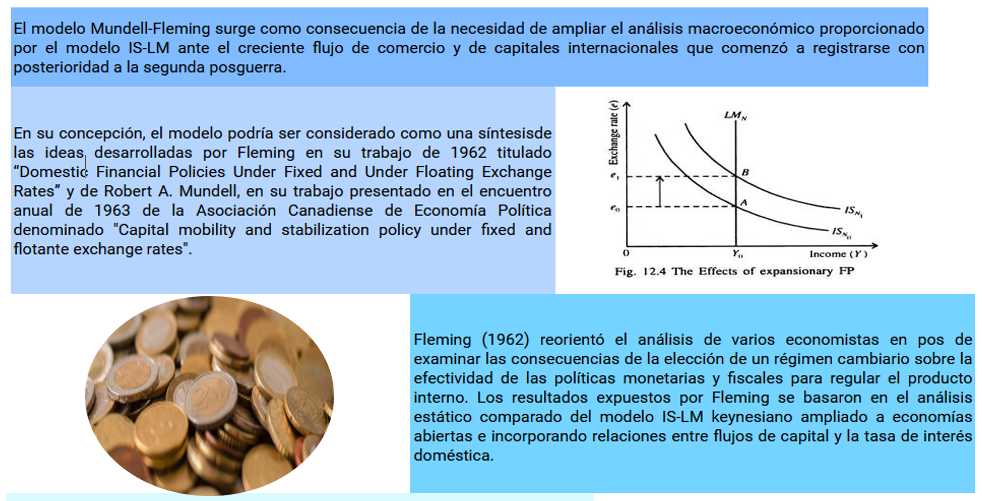 El modelo Mundell-Fleming surge como consecuencia de la necesidad de ampliar el análisis macroeconómico proporcionado
por el modelo IS-LM ante el creciente flujo de comercio y de capitales internacionales que comenzó a registrarse con
posterioridad a la segunda posguerra.
En su concepción, el modelo podría ser considerado como una síntesisde
las ideas desarrolladas por Fleming en su trabajo de 1962 titulado
“Domestic Financial Policies Under Fixed and Under Floating Exchange
Rates” y de Robert A. Mundell, en su trabajo presentado en el encuentro
anual de 1963 de la Asociación Canadiense de Economía Política
denominado "Capital mobility and stabilization policy under fixed and
flotante exchange rates".
Exchange rate (e)
LM_N
e₁
B
e₀
A
IS_N₁
IS_N₀
0
Y₀
Income (Y)
Fig. 12.4 The Effects of expansionary FP
Fleming (1962) reorientó el análisis de varios economistas en pos de
examinar las consecuencias de la elección de un régimen cambiario sobre la
efectividad de las políticas monetarias y fiscales para regular el producto
interno. Los resultados expuestos por Fleming se basaron en el análisis
estático comparado del modelo IS-LM keynesiano ampliado a economías
abiertas e incorporando relaciones entre flujos de capital y la tasa de interés
doméstica.